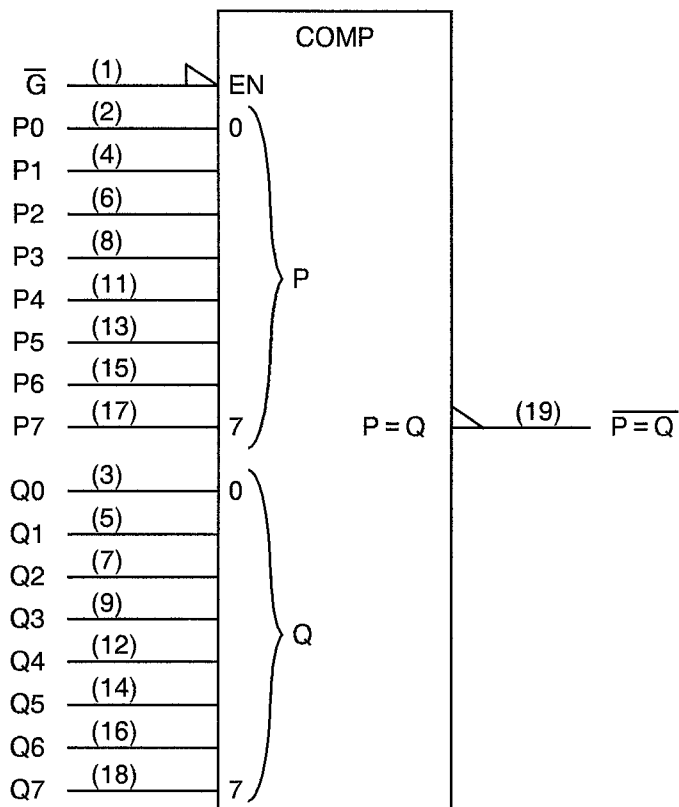 COMP
G̅ (1) EN
P0 (2) 0
P1 (4)
P2 (6)
P3 (8)
P
P4 (11)
P5 (13)
P6 (15)
P7 (17) 7 P = Q (19) P̅ ̅=̅ ̅Q̅
Q0 (3) 0
Q1 (5)
Q2 (7)
Q3 (9)
Q
Q4 (12)
Q5 (14)
Q6 (16)
Q7 (18) 7